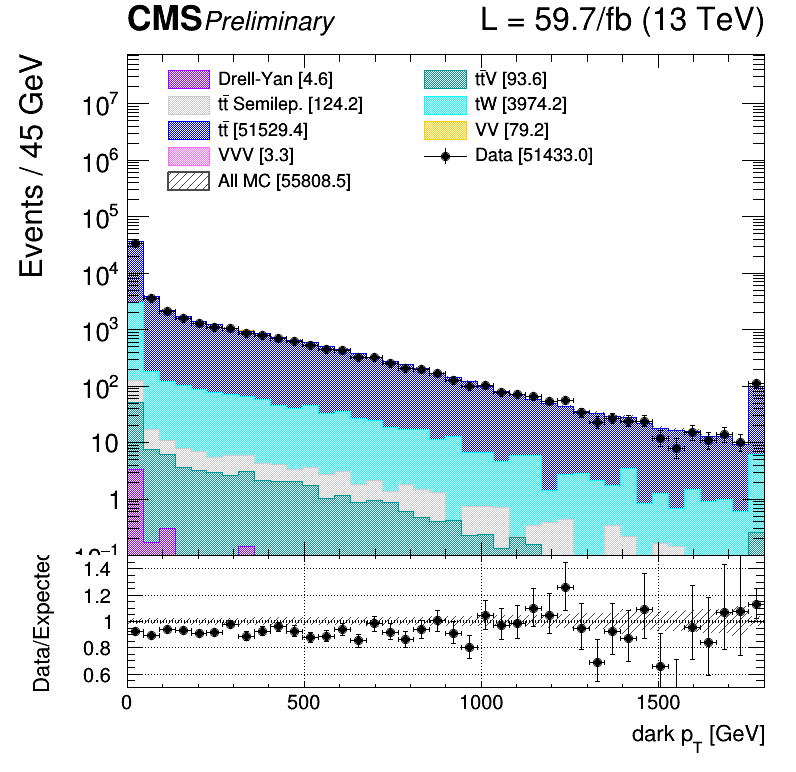 CMS Preliminary L = 59.7/fb (13 TeV)
Events / 45 GeV
Drell-Yan [4.6]
tt̄ Semilep. [124.2]
tt̄ [51529.4]
VVV [3.3]
All MC [55808.5]
tt̄V [93.6]
tW [3974.2]
VV [79.2]
Data [51433.0]
10⁷
10⁶
10⁵
10⁴
10³
10²
10
1
10⁻¹
Data/Expected
1.4
1.2
1
0.8
0.6
0 500 1000 1500
dark p_T [GeV]